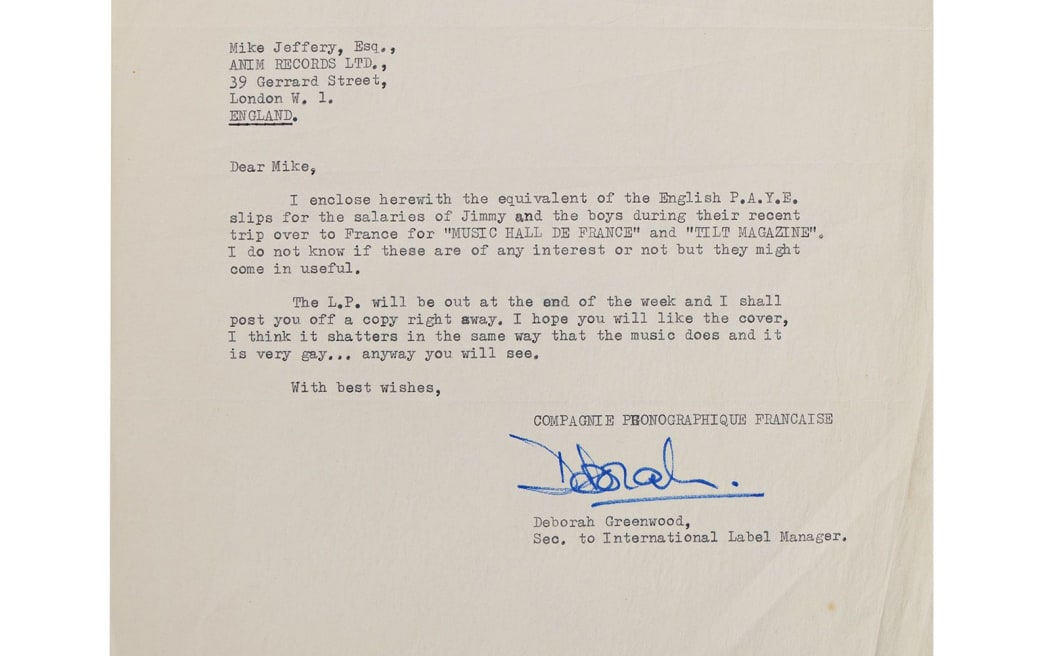 Mike Jeffery, Esq.,
ANIM RECORDS LTD.,
39 Gerrard Street,
London W. 1.
ENGLAND.
Dear Mike,
I enclose herewith the equivalent of the English P.A.Y.E.
slips for the salaries of Jimmy and the boys during their recent
trip over to France for "MUSIC HALL DE FRANCE" and "TILT MAGAZINE".
I do not know if these are of any interest or not but they might
come in useful.
The L.P. will be out at the end of the week and I shall
post you off a copy right away. I hope you will like the cover,
I think it shatters in the same way that the music does and it
is very gay... anyway you will see.
With best wishes,
COMPAGNIE PHONOGRAPHIQUE FRANCAISE
Deborah.
Deborah Greenwood,
Sec. to International Label Manager.